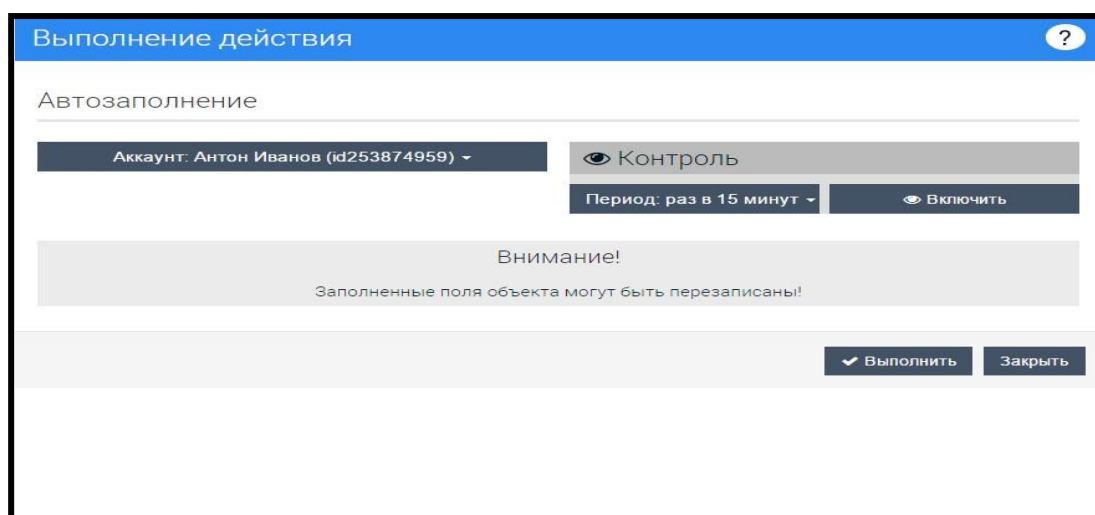 Выполнение действия ?
Автозаполнение
Аккаунт: Антон Иванов (id253874959)
Контроль
Период: раз в 15 минут
Включить
Внимание!
Заполненные поля объекта могут быть перезаписаны!
Выполнить Закрыть